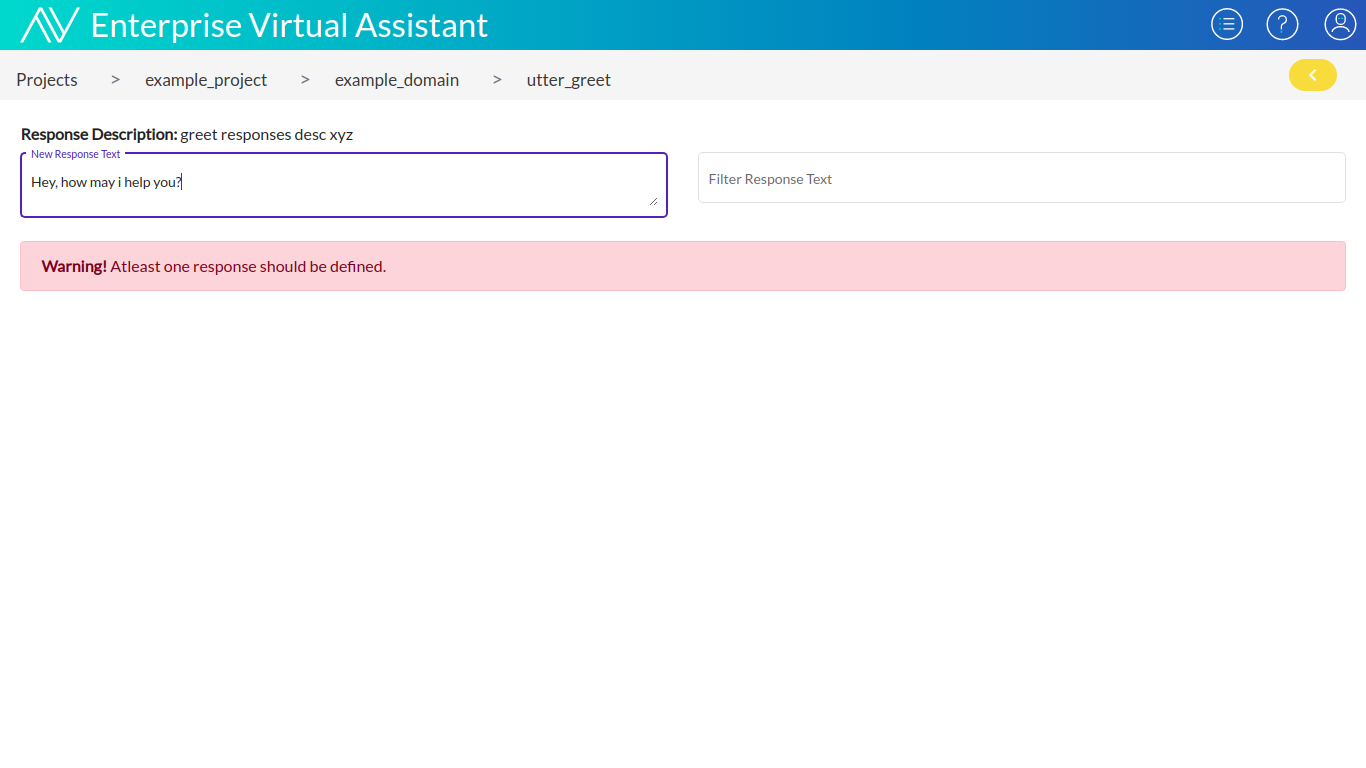 Enterprise Virtual Assistant
Projects > example_project > example_domain > utter_greet
Response Description: greet responses desc xyz
New Response Text
Hey, how may i help you?
Filter Response Text
Warning! Atleast one response should be defined.